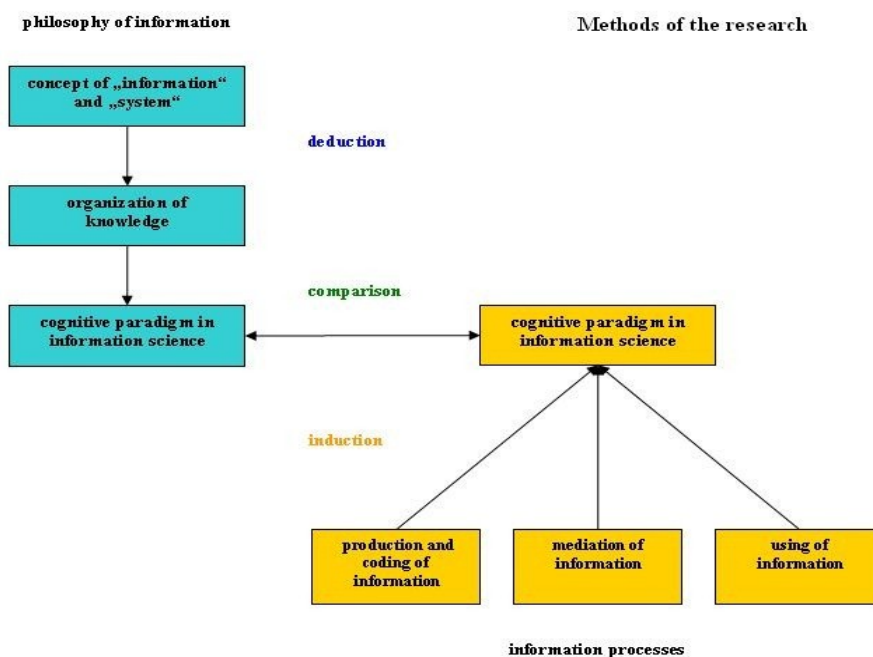 philosophy of information
Methods of the research
concept of „information“
and „system“
deduction
organization of
knowledge
comparison
cognitive paradigm in
information science
cognitive paradigm in
information science
induction
production and
coding of
information
mediation of
information
using of
information
information processes